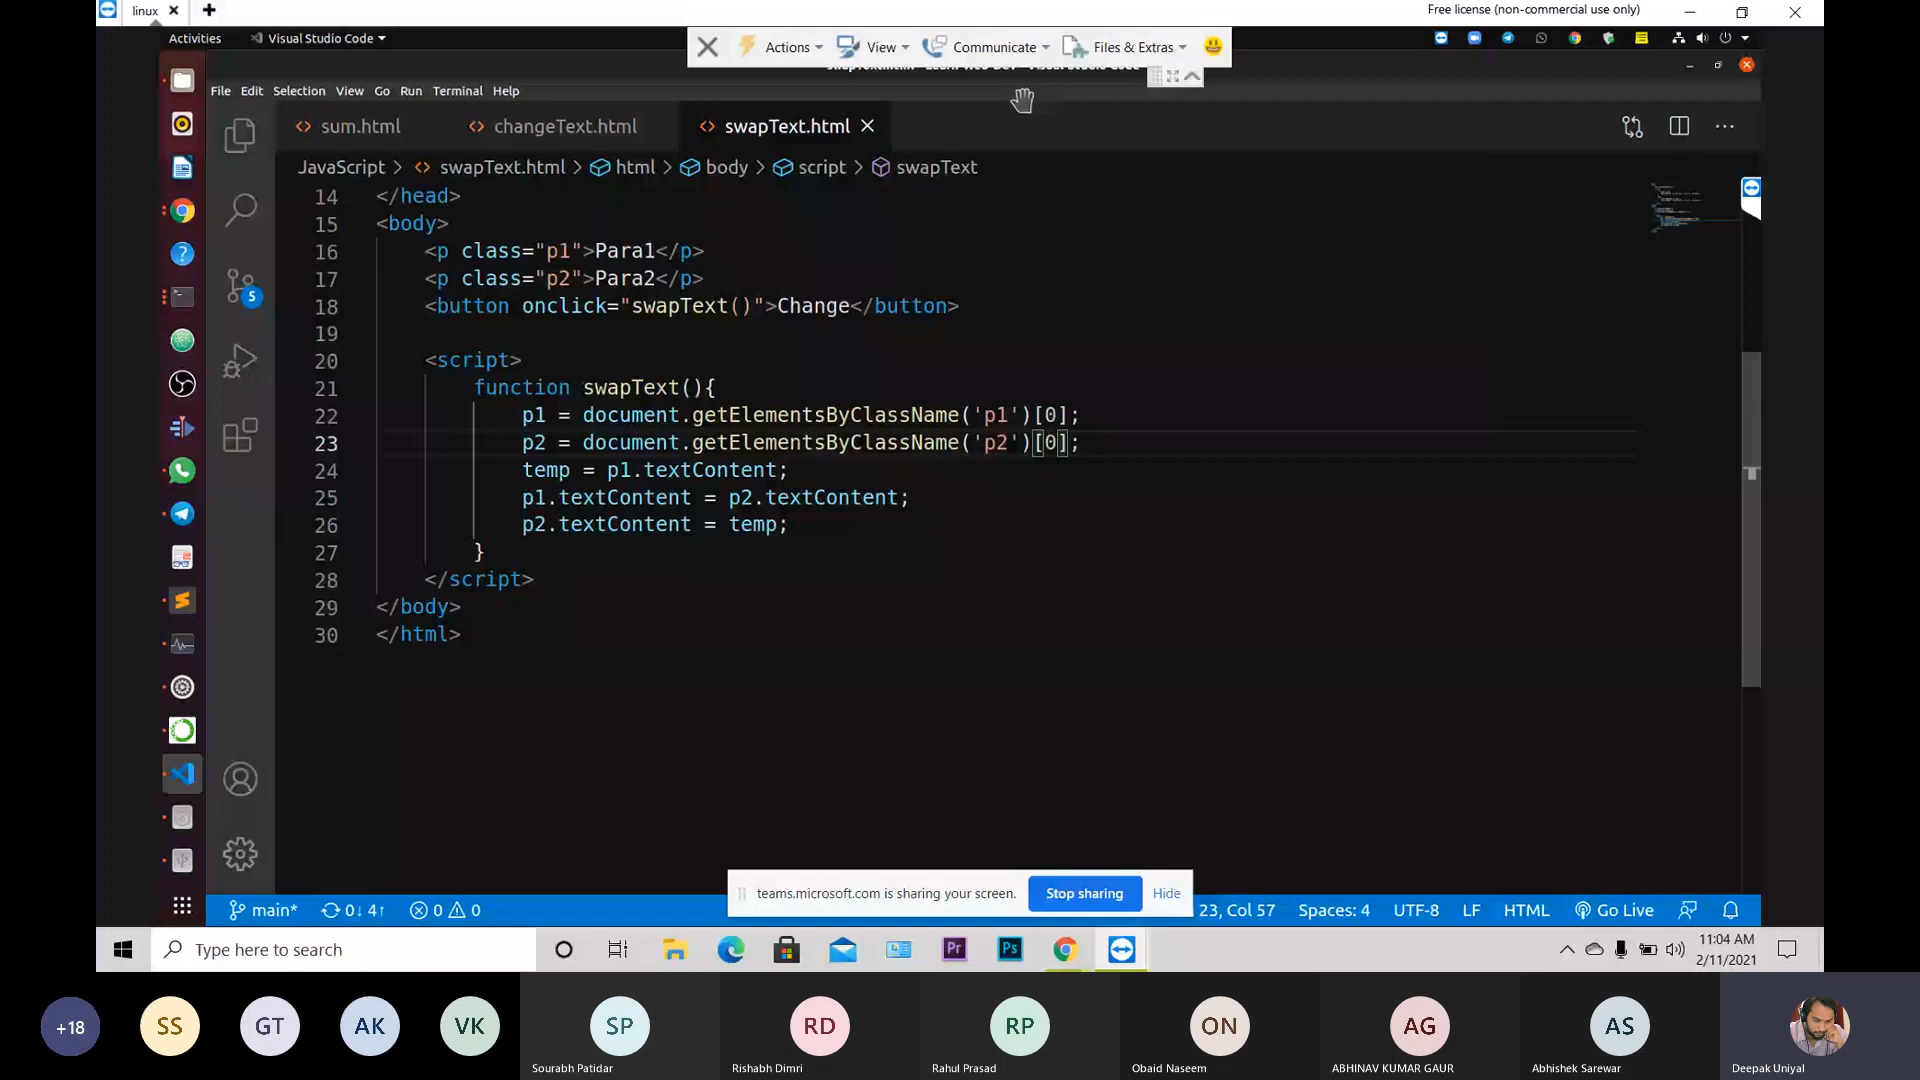 linux
Free license (non-commercial use only)
Activities
Visual Studio Code
Actions
View
Communicate
Files & Extras
File Edit Selection View Go Run Terminal Help
sum.html
changeText.html
swapText.html
JavaScript > swapText.html > html > body > script > swapText
14 </head>
15 <body>
16 <p class="p1">Para1</p>
17 <p class="p2">Para2</p>
18 <button onclick="swapText()">Change</button>
19
20 <script>
21 function swapText(){
22 p1 = document.getElementsByClassName('p1')[0];
23 p2 = document.getElementsByClassName('p2')[0];
24 temp = p1.textContent;
25 p1.textContent = p2.textContent;
26 p2.textContent = temp;
27 }
28 </script>
29 </body>
30 </html>
5
teams.microsoft.com is sharing your screen.
Stop sharing
Hide
main*
0↓ 4↑
0
0
23, Col 57
Spaces: 4
UTF-8
LF
HTML
Go Live
Type here to search
Pr
Ps
11:04 AM
2/11/2021
+18
SS
GT
AK
VK
SP
RD
RP
ON
AG
AS
Sourabh Patidar
Rishabh Dimri
Rahul Prasad
Obaid Naseem
ABHINAV KUMAR GAUR
Abhishek Sarewar
Deepak Uniyal